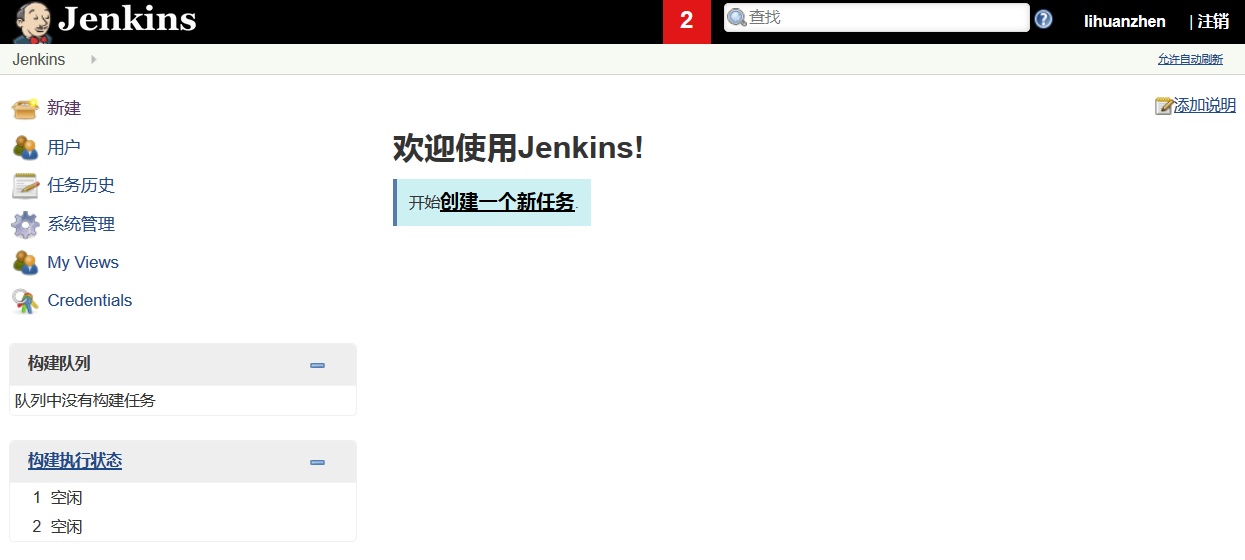 Jenkins
2
查找
lihuanzhen
| 注销
Jenkins
允许自动刷新
新建
用户
任务历史
系统管理
My Views
Credentials
添加说明
欢迎使用Jenkins!
开始创建一个新任务.
构建队列
队列中没有构建任务
构建执行状态
1 空闲
2 空闲